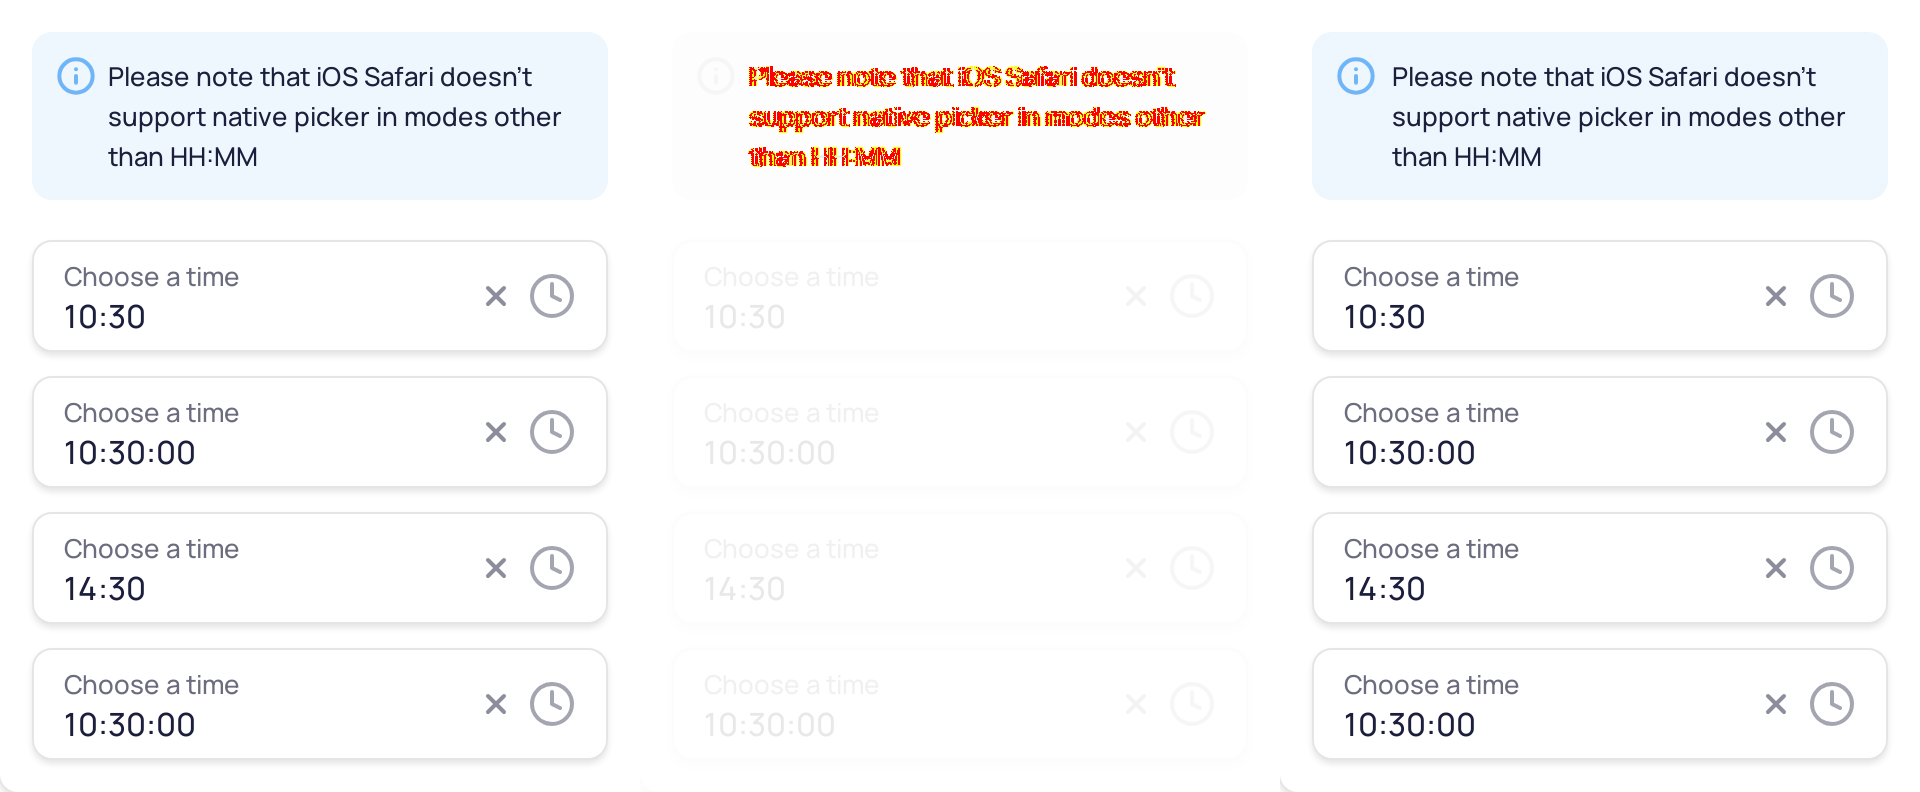 Please note that iOS Safari doesn't
support native picker in modes other
than HH:MM
Choose a time
10:30
Choose a time
10:30:00
Choose a time
14:30
Choose a time
10:30:00
Please note that iOS Safari doesn't
support native picker in modes other
than HH:MM
Choose a time
10:30
Choose a time
10:30:00
Choose a time
14:30
Choose a time
10:30:00
Please note that iOS Safari doesn't
support native picker in modes other
than HH:MM
Choose a time
10:30
Choose a time
10:30:00
Choose a time
14:30
Choose a time
10:30:00